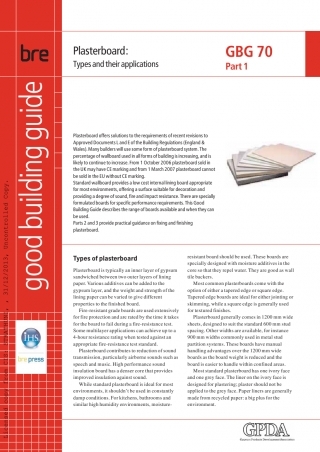 bre
Plasterboard:
Types and their applications
GBG 70
Part 1
good building guide
Plasterboard offers solutions to the requirements of recent revisions to
Approved Documents L and E of the Building Regulations (England &
Wales). Many builders will use some form of plasterboard system. The
percentage of wallboard used in all forms of building is increasing, and is
likely to continue to increase. From 1 October 2006 plasterboard sold in
the UK may have CE marking and from 1 March 2007 plasterboard cannot
be sold in the EU without CE marking.
Standard wallboard provides a low cost internal lining board appropriate
for most environments, offering a surface suitable for decoration and
providing a degree of sound, fire and impact resistance. There are specially
formulated boards for specific performance requirements. This Good
Building Guide describes the range of boards available and when they can
be used.
Parts 2 and 3 provide practical guidance on fixing and finishing
plasterboard.
Types of plasterboard
Plasterboard is typically an inner layer of gypsum
sandwiched between two outer layers of lining
paper. Various additives can be added to the
gypsum layer, and the weight and strength of the
lining paper can be varied to give different
properties to the finished board.
Fire-resistant grade boards are used extensively
for fire protection and are rated by the time it takes
for the board to fail during a fire-resistance test.
Some multilayer applications can achieve up to a
4-hour resistance rating when tested against an
appropriate fire-resistance test standard.
Plasterboard contributes to reduction of sound
transmission, particularly airborne sounds such as
speech and music. High performance sound
insulation board has a denser core that provides
improved insulation against sound.
While standard plasterboard is ideal for most
environments, it shouldn't be used in constantly
damp conditions. For kitchens, bathrooms and
similar high humidity environments, moisture-
resistant board should be used. These boards are
specially designed with moisture additives in the
core so that they repel water. They are good as wall
tile backers.
Most common plasterboards come with the
option of either a tapered edge or square edge.
Tapered edge boards are ideal for either jointing or
skimming, while a square edge is generally used
for textured finishes.
Plasterboard generally comes in 1200 mm wide
sheets, designed to suit the standard 600 mm stud
spacing. Other widths are available, for instance
900 mm widths commonly used in metal stud
partition systems. These boards have manual
handling advantages over the 1200 mm wide
boards as the board weight is reduced and the
board is easier to handle within confined areas.
Most standard plasterboard has one ivory face
and one grey face. The liner on the ivory face is
designed for plastering; plaster should not be
applied to the grey face. Paper liners are generally
made from recycled paper: a big plus for the
environment.
IHS
bre press
GPDA
31/12/2013, Uncontrolled Copy,